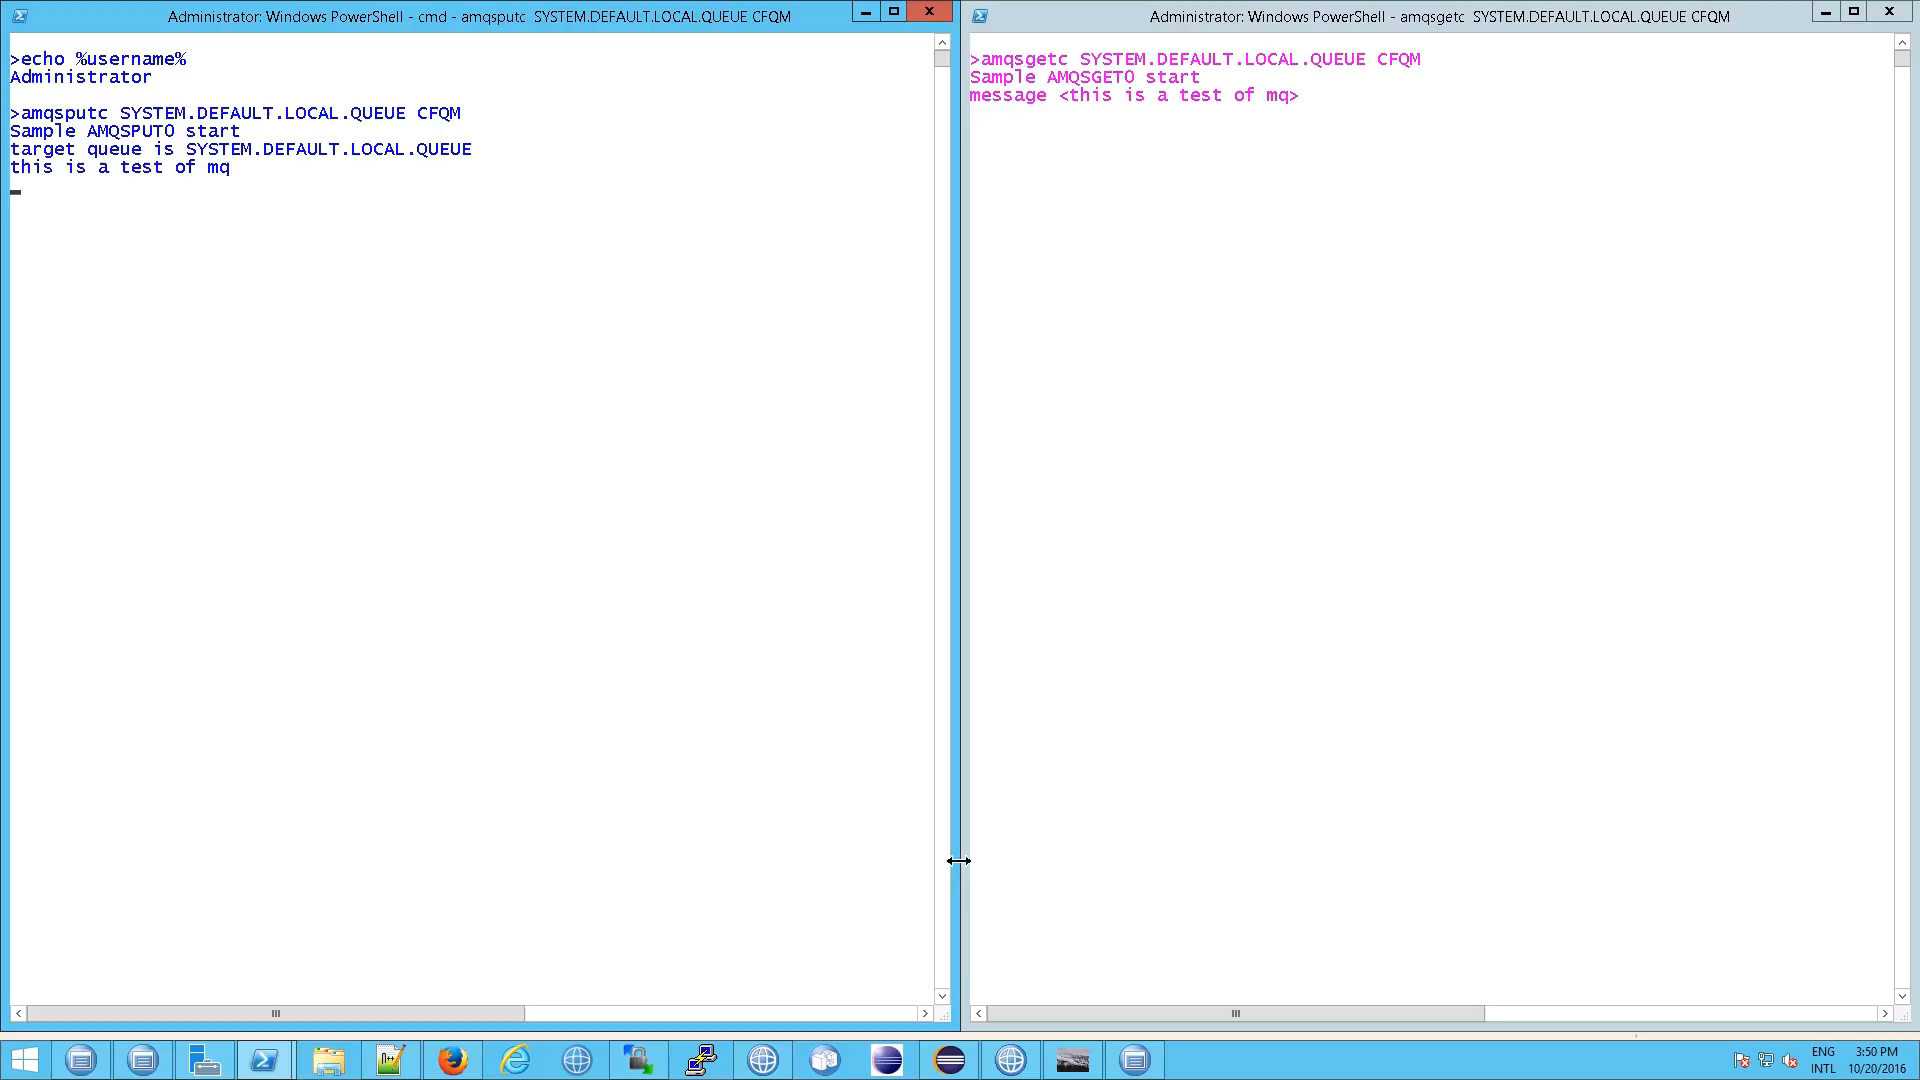 Administrator: Windows PowerShell - cmd - amqsputc  SYSTEM.DEFAULT.LOCAL.QUEUE CFQM
>echo %username%
Administrator
>amqsputc SYSTEM.DEFAULT.LOCAL.QUEUE CFQM
Sample AMQSPUT0 start
target queue is SYSTEM.DEFAULT.LOCAL.QUEUE
this is a test of mq
Administrator: Windows PowerShell - amqsgetc  SYSTEM.DEFAULT.LOCAL.QUEUE CFQM
>amqsgetc SYSTEM.DEFAULT.LOCAL.QUEUE CFQM
Sample AMQSGET0 start
message <this is a test of mq>
ENG
INTL
3:50 PM
10/20/2016